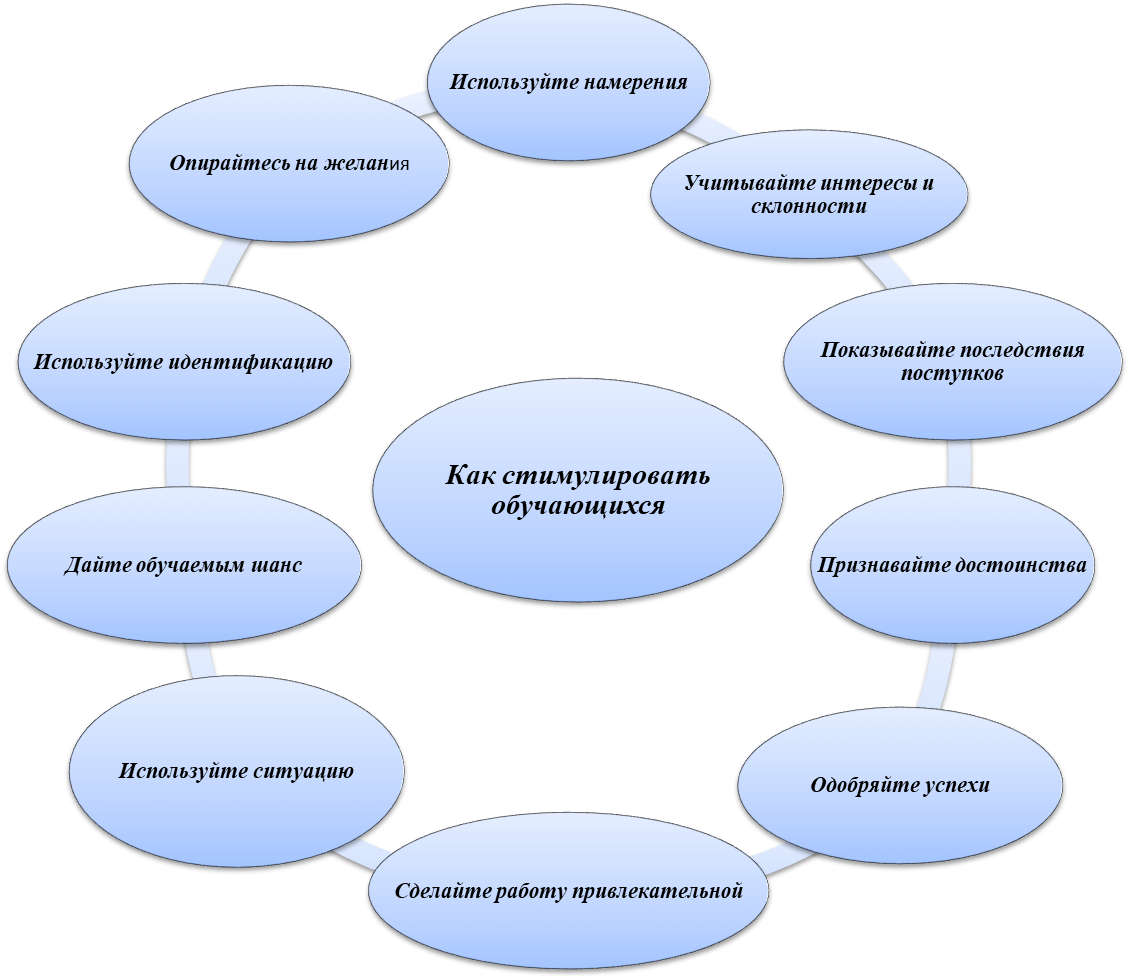 Используйте намерения
Опирайтесь на желания
Учитывайте интересы и
склонности
Используйте идентификацию
Показывайте последствия
поступков
Как стимулировать
обучающихся
Дайте обучаемым шанс
Признавайте достоинства
Используйте ситуацию
Одобряйте успехи
Сделайте работу привлекательной